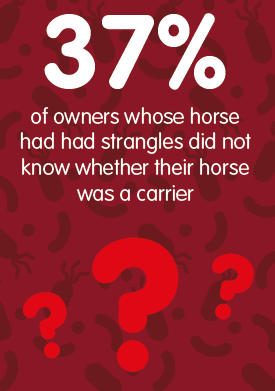 37%
of owners whose horse
had had strangles did not
know whether their horse
was a carrier
? ? ?